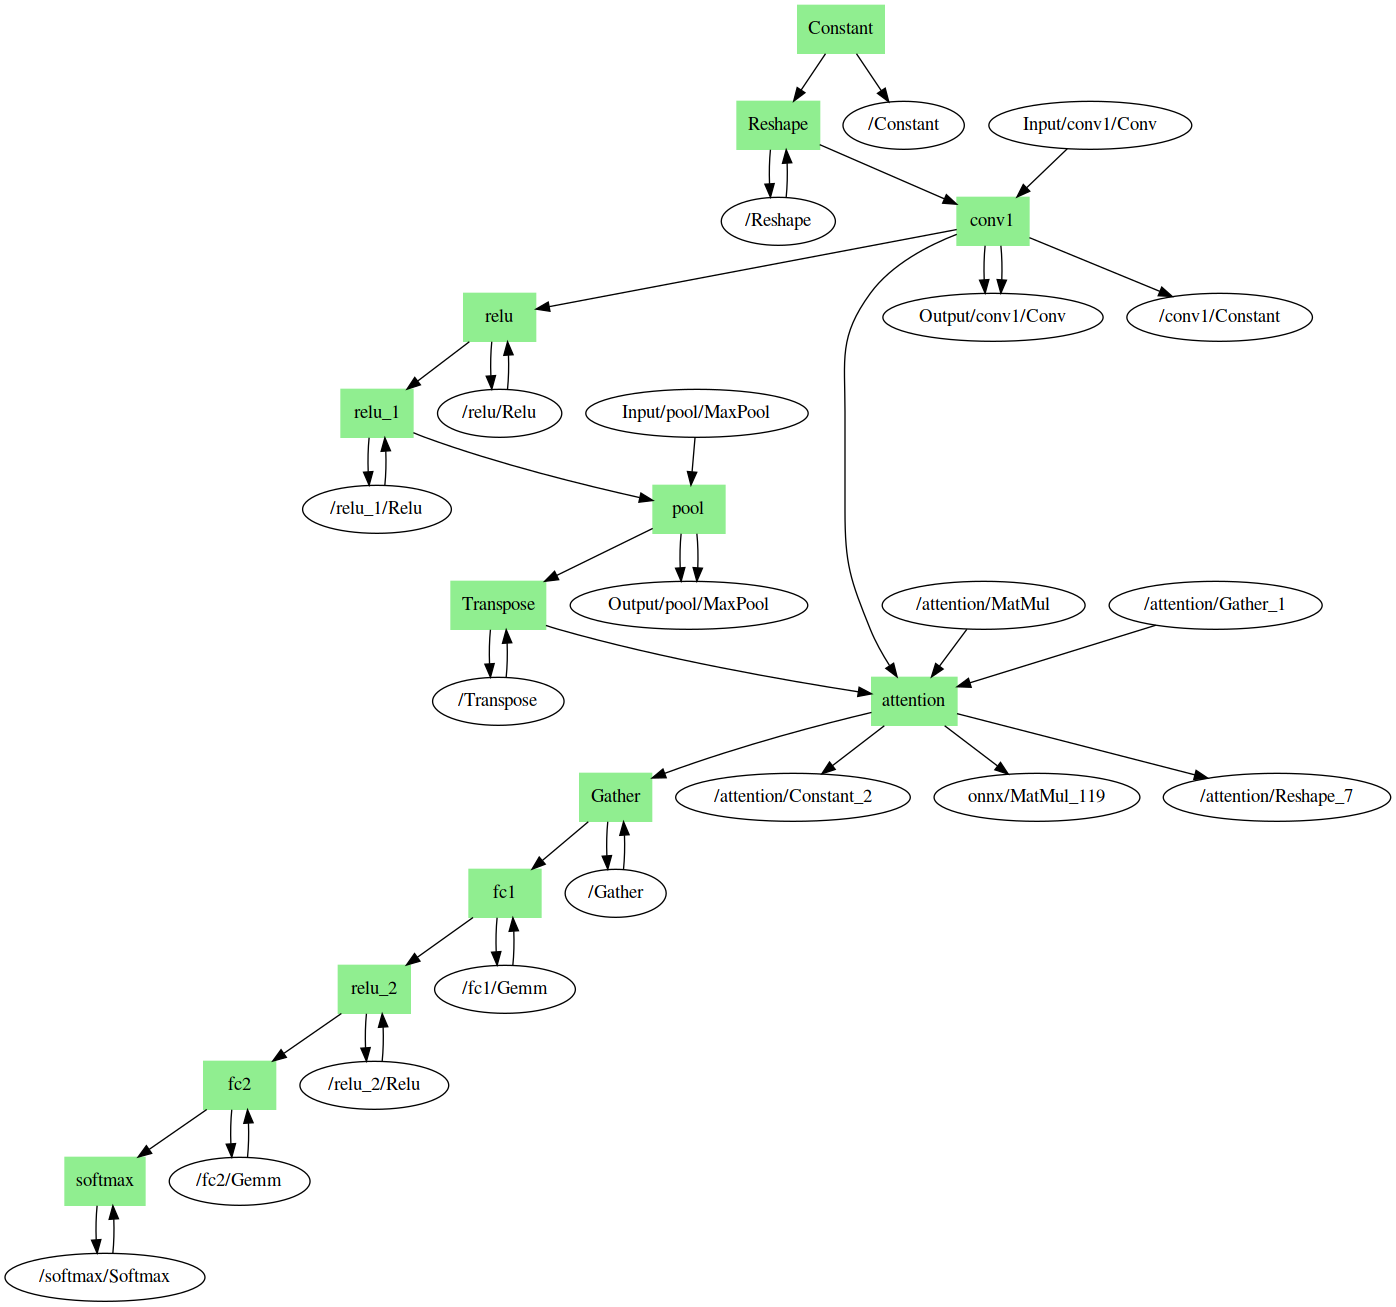 Constant
Reshape
/Constant
Input/conv1/Conv
/Reshape
conv1
relu
Output/conv1/Conv
/conv1/Constant
relu_1
/relu/Relu
Input/pool/MaxPool
/relu_1/Relu
pool
Transpose
Output/pool/MaxPool
/attention/MatMul
/attention/Gather_1
/Transpose
attention
Gather
/attention/Constant_2
onnx/MatMul_119
/attention/Reshape_7
fc1
/Gather
relu_2
/fc1/Gemm
fc2
/relu_2/Relu
softmax
/fc2/Gemm
/softmax/Softmax